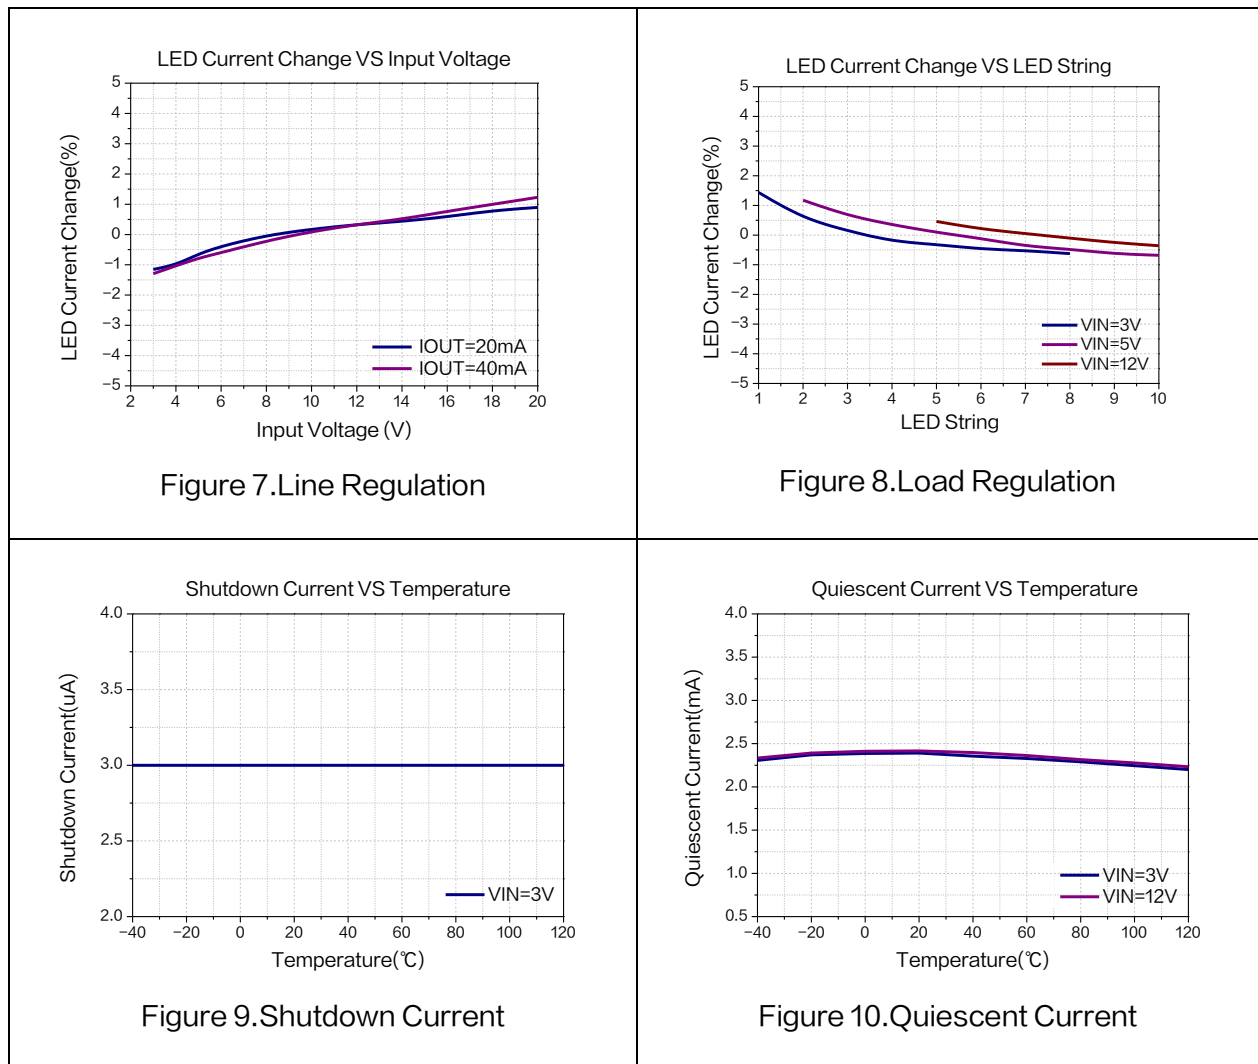 LED Current Change VS Input Voltage
LED Current Change(%)
5
4
3
2
1
0
−1
−2
−3
−4
−5
IOUT=20mA
IOUT=40mA
2 4 6 8 10 12 14 16 18 20
Input Voltage (V)
Figure 7.Line Regulation
LED Current Change VS LED String
LED Current Change(%)
5
4
3
2
1
0
−1
−2
−3
−4
−5
VIN=3V
VIN=5V
VIN=12V
1 2 3 4 5 6 7 8 9 10
LED String
Figure 8.Load Regulation
Shutdown Current VS Temperature
Shutdown Current(uA)
4.0
3.5
3.0
2.5
2.0
VIN=3V
−40 −20 0 20 40 60 80 100 120
Temperature(℃)
Figure 9.Shutdown Current
Quiescent Current VS Temperature
Quiescent Current(mA)
4.0
3.5
3.0
2.5
2.0
1.5
1.0
0.5
VIN=3V
VIN=12V
−40 −20 0 20 40 60 80 100 120
Temperature(℃)
Figure 10.Quiescent Current